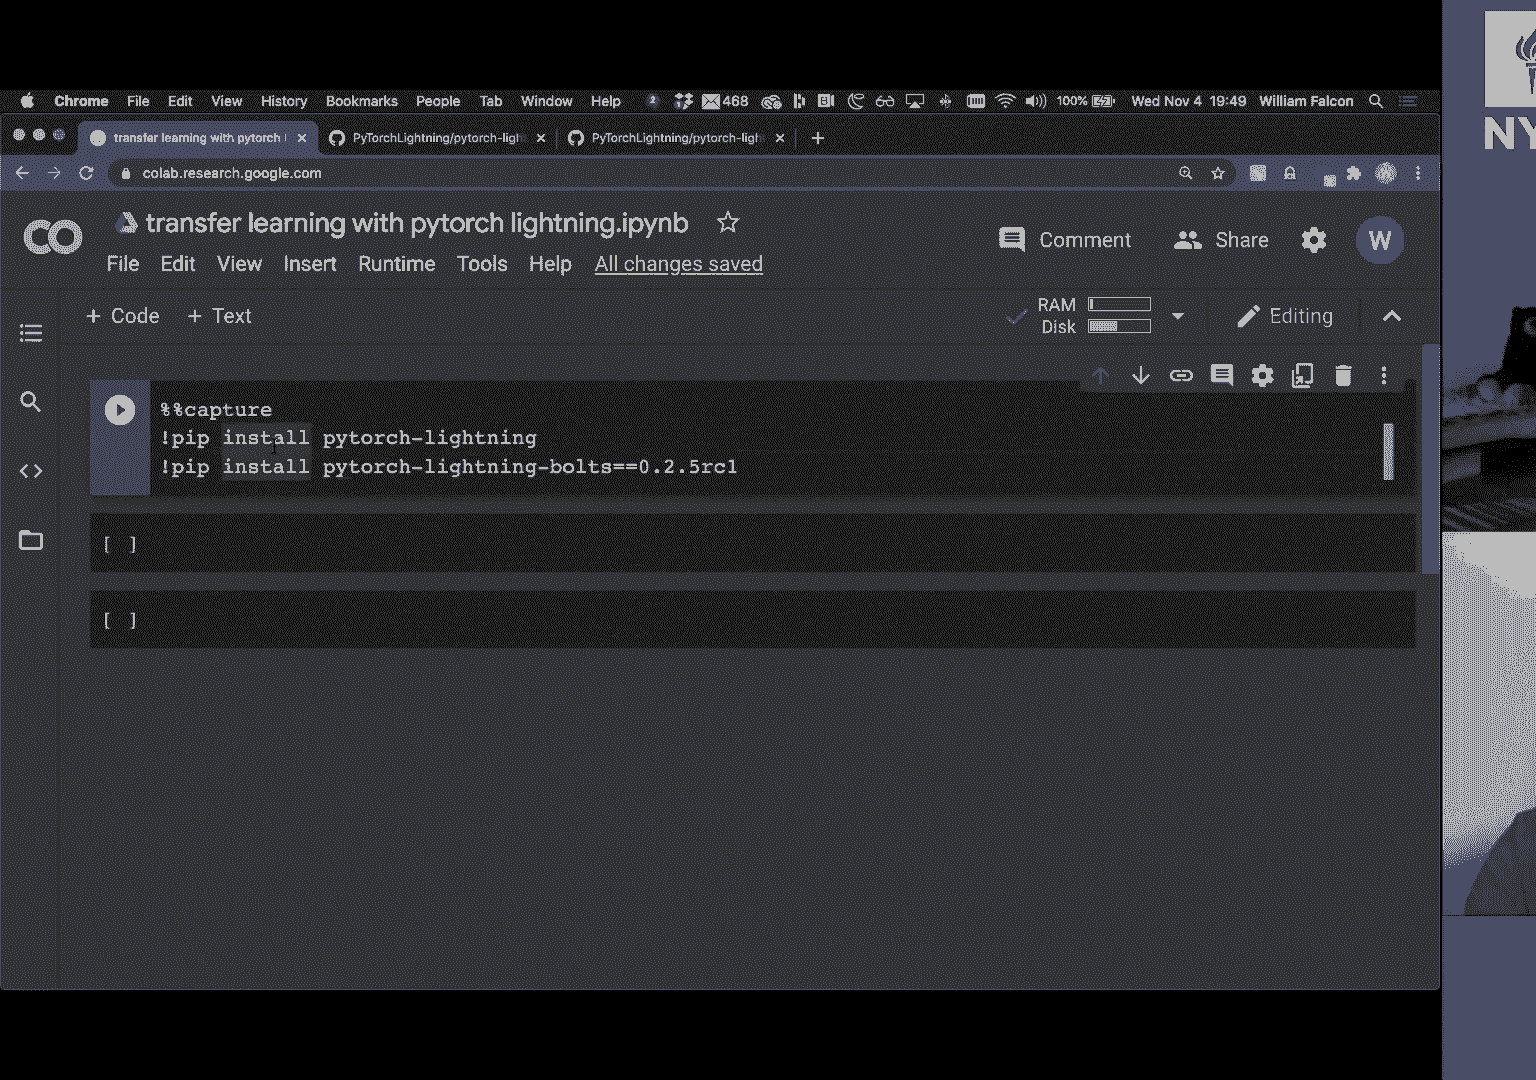 Chrome File Edit View History Bookmarks People Tab Window Help 2 468 100% Wed Nov 4 19:49 William Falcon
transfer learning with pytorch PyTorchLightning/pytorch-ligh PyTorchLightning/pytorch-ligh
colab.research.google.com
CO transfer learning with pytorch lightning.ipynb
Comment Share W
File Edit View Insert Runtime Tools Help All changes saved
+ Code + Text
RAM
Disk
Editing
%%capture
!pip install pytorch-lightning
!pip install pytorch-lightning-bolts==0.2.5rc1
[ ]
[ ]
NY